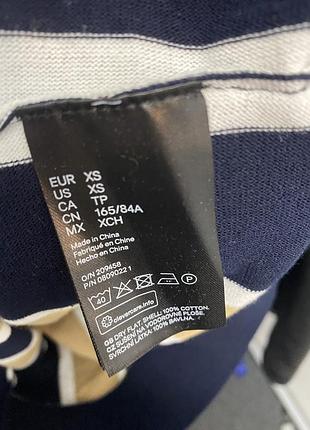 EUR XS
US XS
CA TP
CN 165/84A
MX XCH
Made in China
Fabriqué en Chine
Hecho en China
O/N 209458
P/N 0809022 1
40 P
clevercare.info
GB DRY FLAT, SHELL: 100% COTTON.
CZ SUŠENÍ NA VODOROVNÉ PLOŠE,
SVRCHNÍ LÁTKA: 100% BAVLNA.